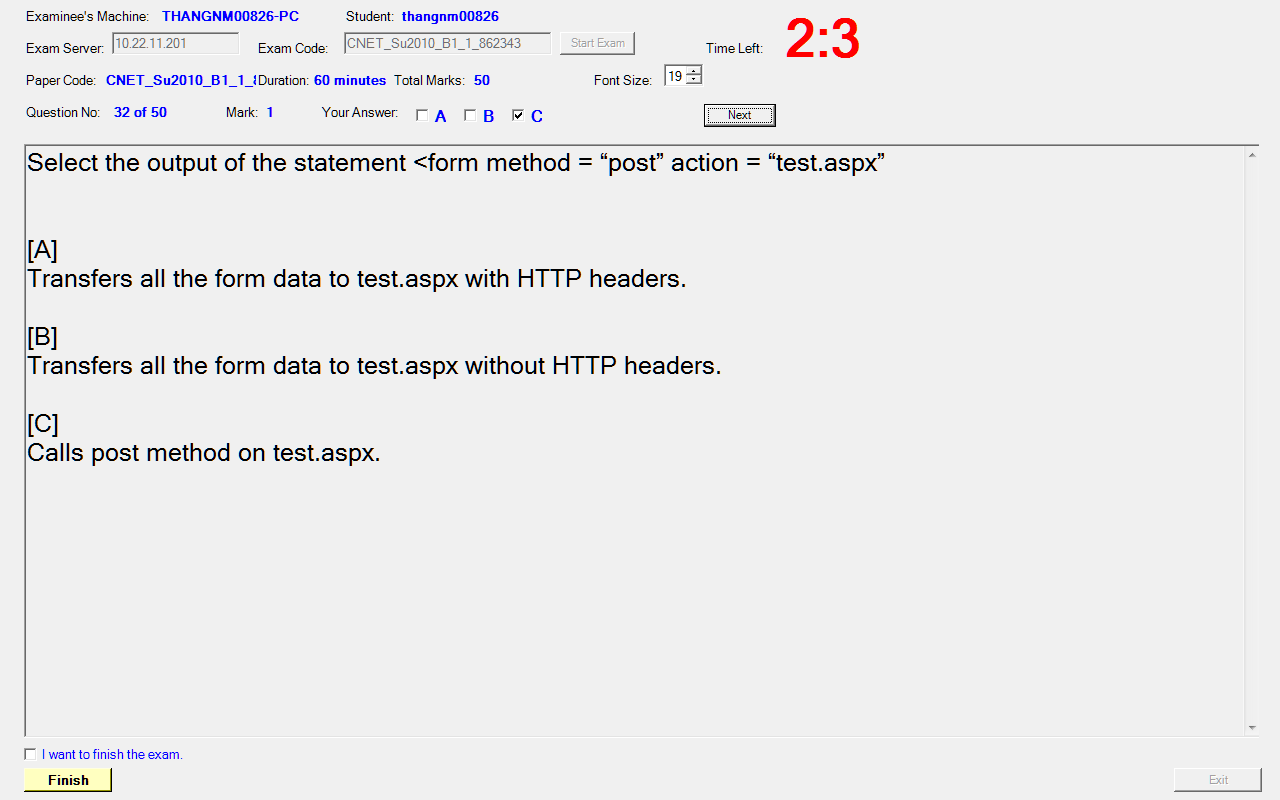 Examinee's Machine: THANGNM00826-PC Student: thangnm00826
Exam Server: 10.22.11.201 Exam Code: CNET_Su2010_B1_1_862343 Start Exam Time Left: 2:3
Paper Code: CNET_Su2010_B1_1_ Duration: 60 minutes Total Marks: 50 Font Size: 19
Question No: 32 of 50 Mark: 1 Your Answer: A B C Next
Select the output of the statement <form method = “post” action = “test.aspx”
[A]
Transfers all the form data to test.aspx with HTTP headers.
[B]
Transfers all the form data to test.aspx without HTTP headers.
[C]
Calls post method on test.aspx.
I want to finish the exam.
Finish Exit